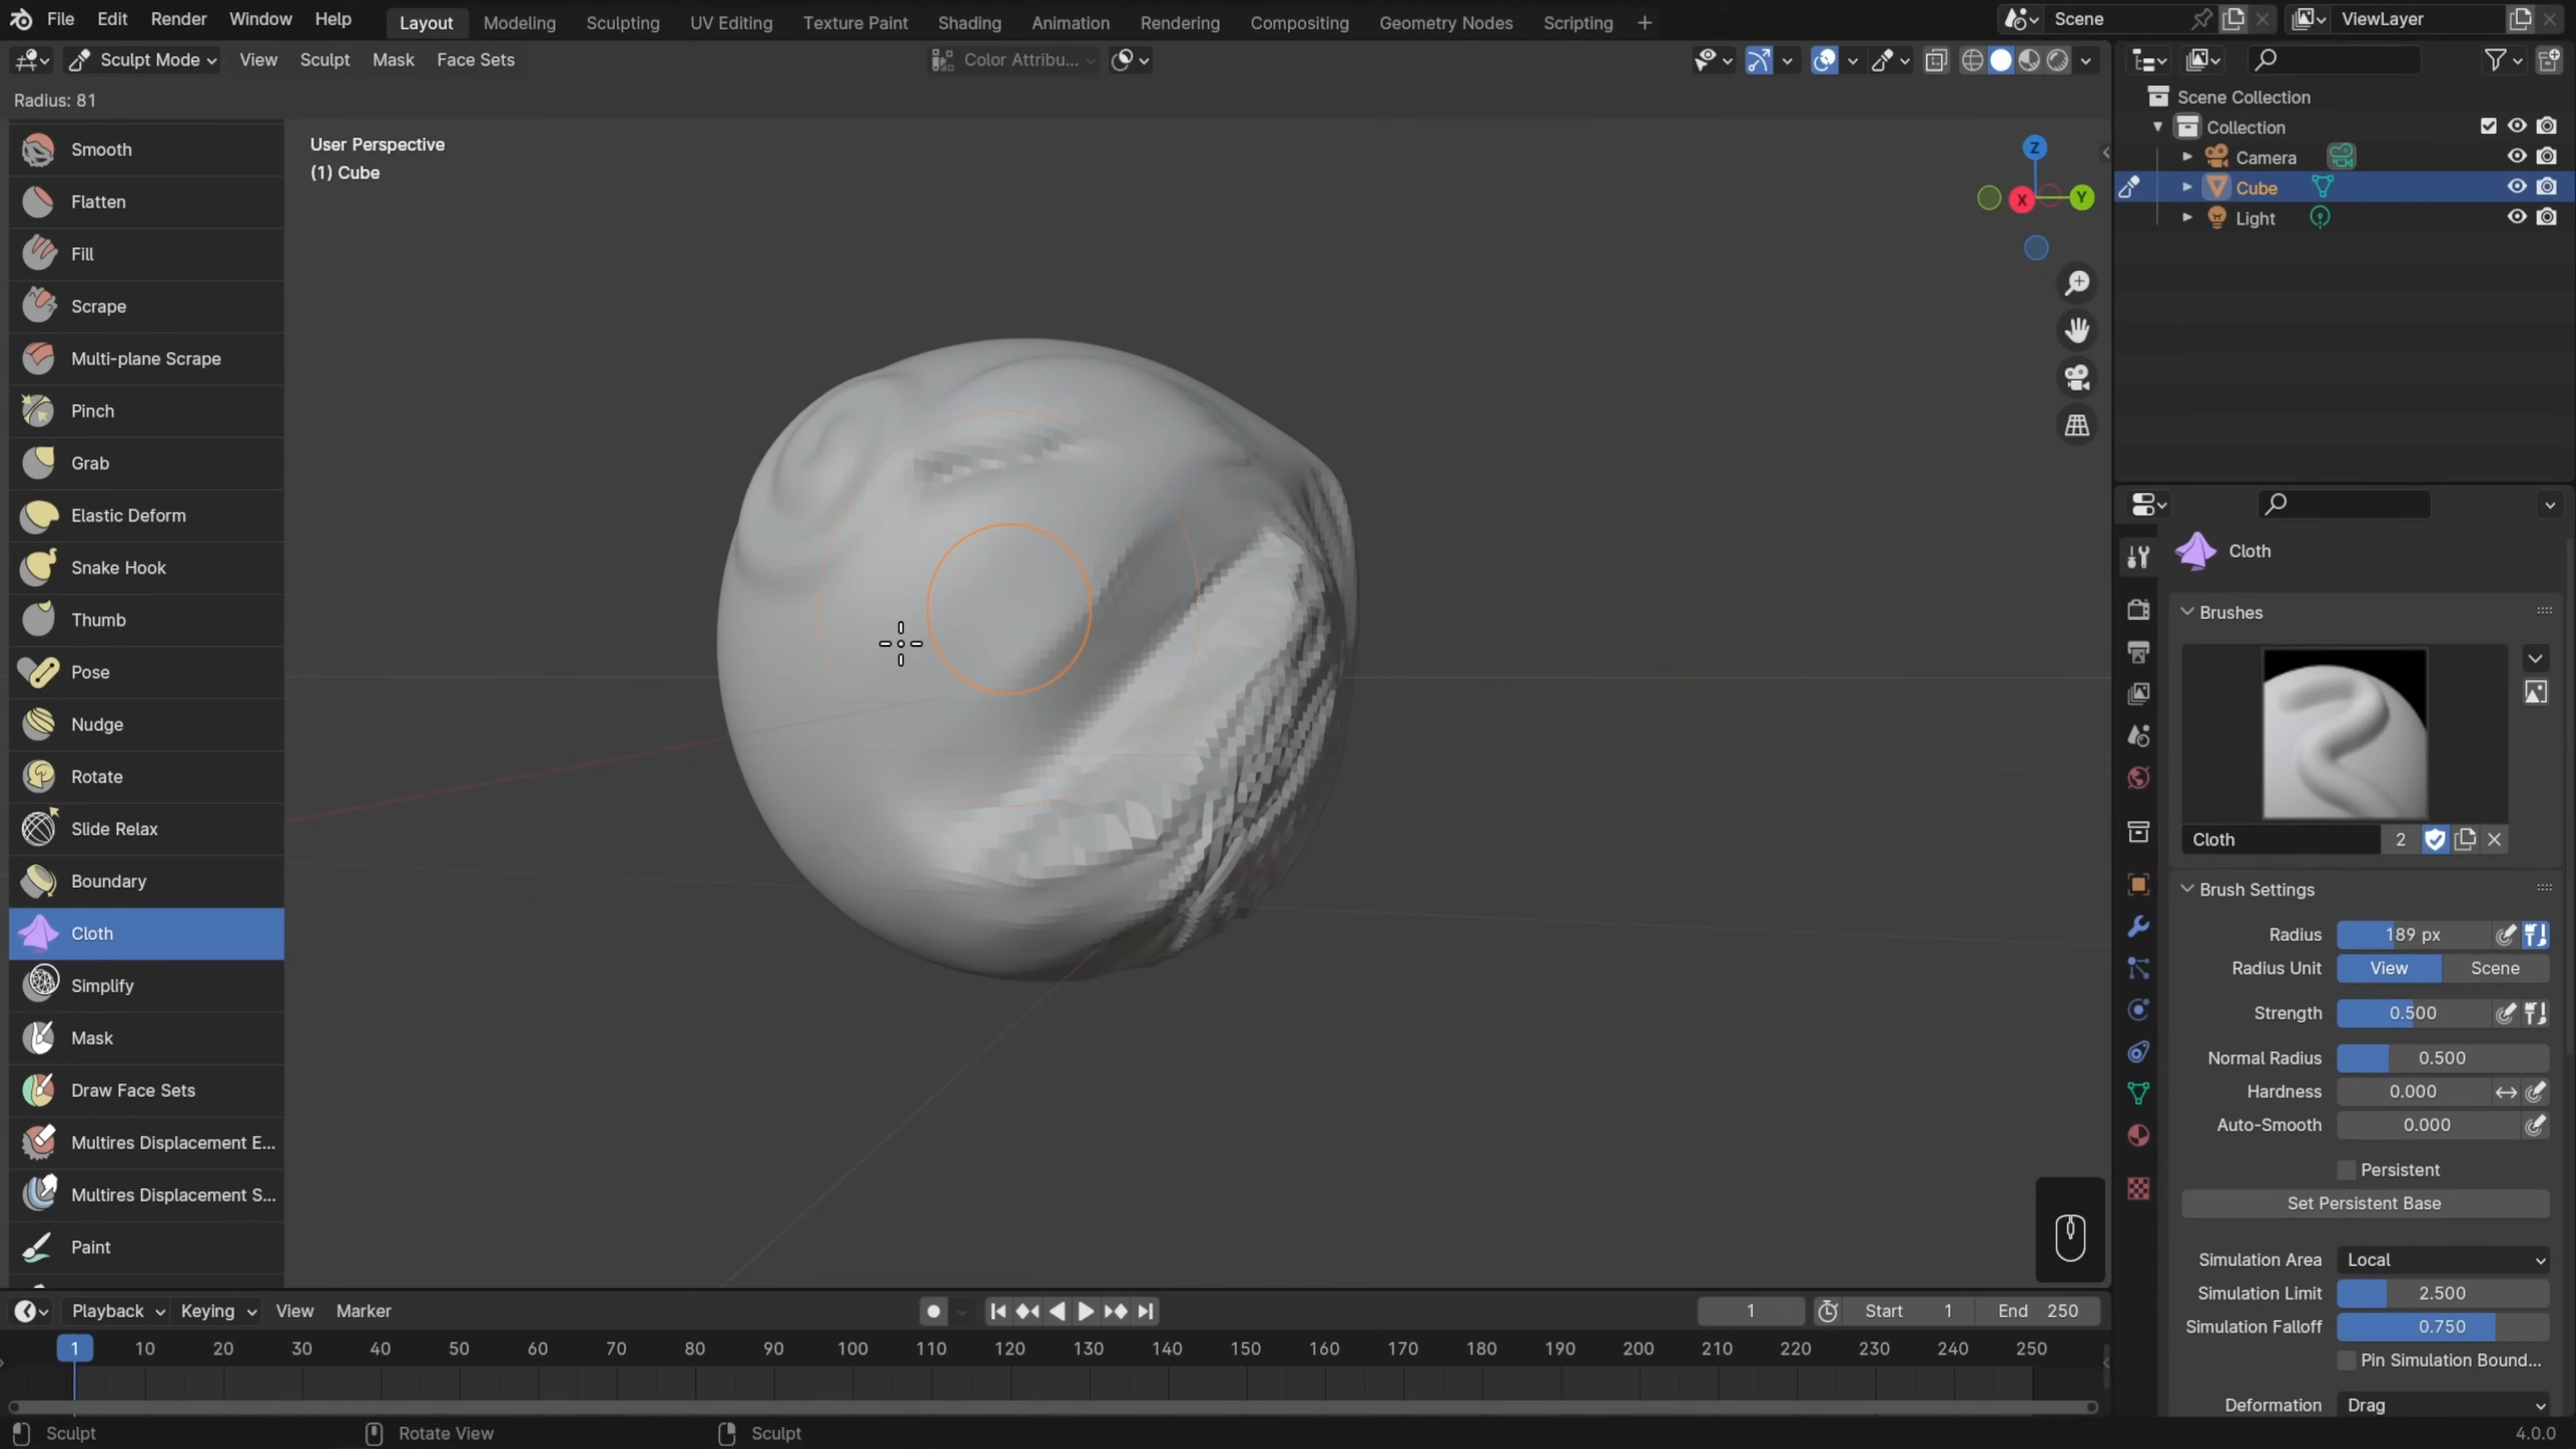 File Edit Render Window Help Layout Modeling Sculpting UV Editing Texture Paint Shading Animation Rendering Compositing Geometry Nodes Scripting + Scene ViewLayer
Sculpt Mode View Sculpt Mask Face Sets Color Attribu...
Radius: 81
User Perspective
(1) Cube
Z
X
Y
Smooth
Flatten
Fill
Scrape
Multi-plane Scrape
Pinch
Grab
Elastic Deform
Snake Hook
Thumb
Pose
Nudge
Rotate
Slide Relax
Boundary
Cloth
Simplify
Mask
Draw Face Sets
Multires Displacement E...
Multires Displacement S...
Paint
Scene Collection
Collection
Camera
Cube
Light
Cloth
Brushes
Cloth 2
Brush Settings
Radius 189 px
Radius Unit View Scene
Strength 0.500
Normal Radius 0.500
Hardness 0.000
Auto-Smooth 0.000
Persistent
Set Persistent Base
Simulation Area Local
Simulation Limit 2.500
Simulation Falloff 0.750
Pin Simulation Bound...
Deformation Drag
Playback Keying View Marker 1 Start 1 End 250
1 10 20 30 40 50 60 70 80 90 100 110 120 130 140 150 160 170 180 190 200 210 220 230 240 250
Sculpt Rotate View Sculpt 4.0.0